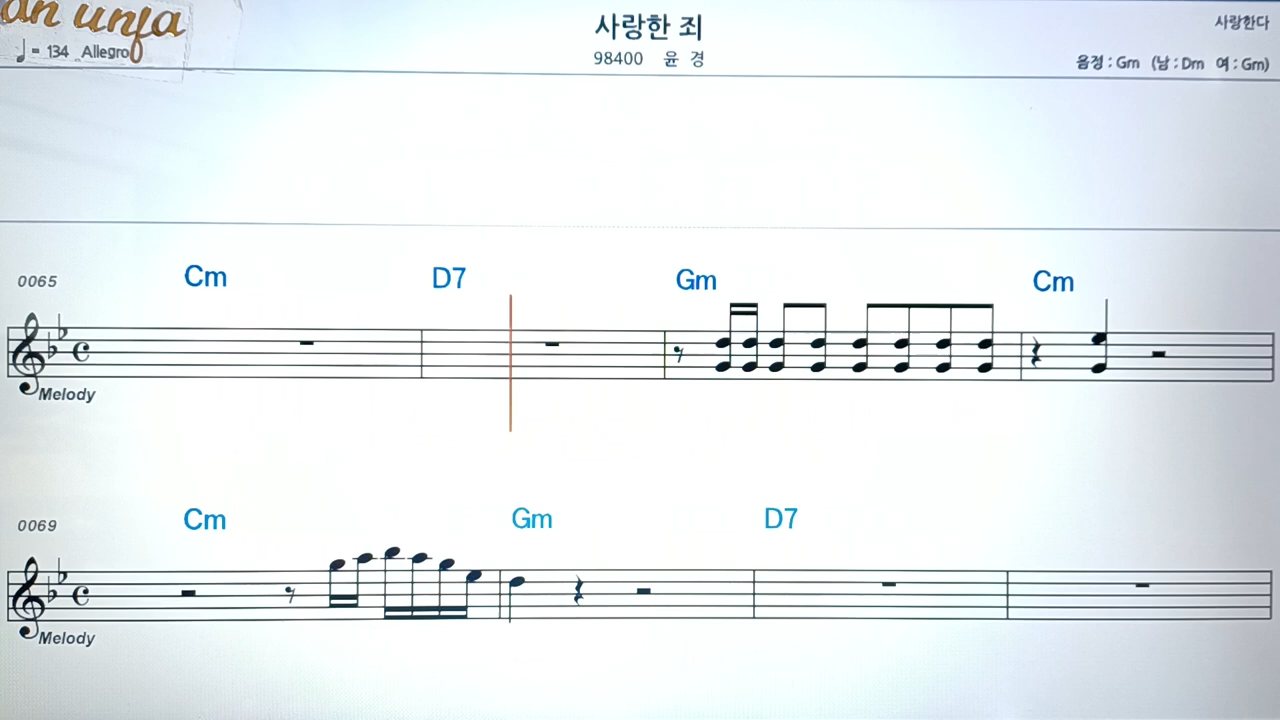 an unfa
♩ = 134 Allegro
사랑한 죄
98400 윤 경
사랑한다
음정 : Gm (남 : Dm 여 : Gm)
0065 Cm D7 Gm Cm
Melody
0069 Cm Gm D7
Melody